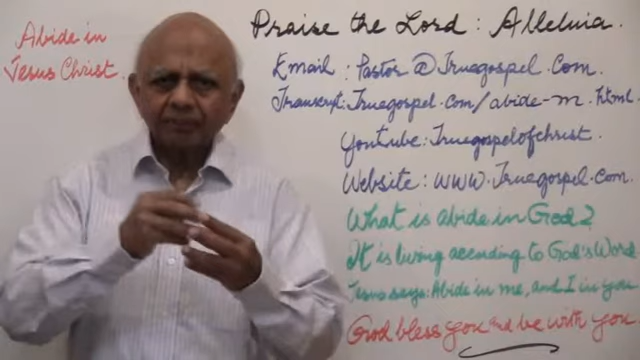 Abide in
Jesus Christ.
Praise the Lord: Alleluia.
Email: Pastor@Truegospel.Com.
Transcript: Truegospel.com/abide-m.html.
Youtube: Truegospelofchrist.
Website: www.Truegospel.com.
What is abide in God?
It is living according to God's Word
Jesus says: Abide in me, and I in you
God bless you and be with you